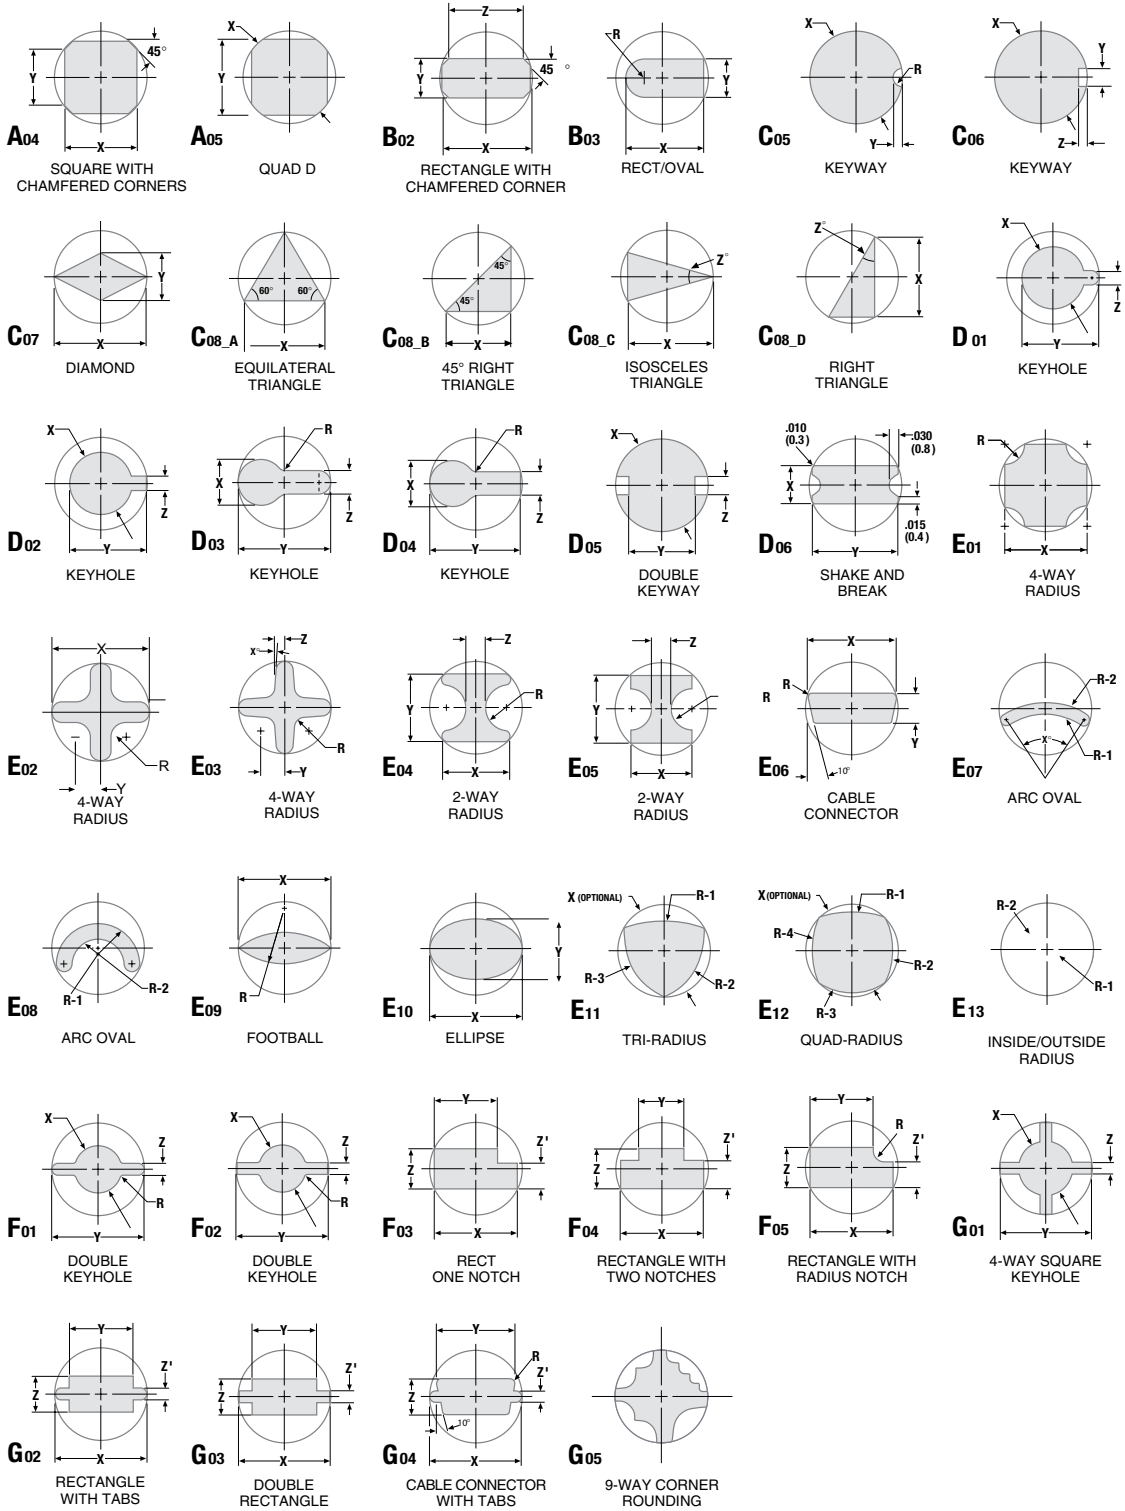 Z
X
R
X
X
45°
45 °
R
Y
Y
Y
Y
Y
Y
Z
A04
X
A05
B02
X
B03
X
C05
C06
SQUARE WITH
CHAMFERED CORNERS
QUAD D
RECTANGLE WITH
CHAMFERED CORNER
RECT/OVAL
KEYWAY
KEYWAY
Z°
X
Z°
45°
Y
X
60° 60°
45°
Z
C07
X
C08_A
X
C08_B
X
C08_C
X
C08_D
D 01
Y
DIAMOND
EQUILATERAL
TRIANGLE
45° RIGHT
TRIANGLE
ISOSCELES
TRIANGLE
RIGHT
TRIANGLE
KEYHOLE
X
R
R
X
.010
(0.3)
.030
(0.8)
R
X
X
X
Z
Z
Z
Z
.015
(0.4)
D02
Y
D03
Y
D04
Y
D05
Y
D06
Y
E01
X
KEYHOLE
KEYHOLE
KEYHOLE
DOUBLE
KEYWAY
SHAKE AND
BREAK
4-WAY
RADIUS
X
Z
X°
Z
Z
X
R
R
R
R-2
Y
Y
Y
R-1
X°
R
R
10°
E02
Y
E03
Y
E04
X
E05
X
E06
E07
4-WAY
RADIUS
4-WAY
RADIUS
2-WAY
RADIUS
2-WAY
RADIUS
CABLE
CONNECTOR
ARC OVAL
X
X (OPTIONAL)
R-1
X (OPTIONAL)
R-1
R-2
R-4
Y
R-3
R-2
R-2
R-1
R-1
R-2
R
X
R-3
E08
E09
E10
E11
E12
E 13
ARC OVAL
FOOTBALL
ELLIPSE
TRI-RADIUS
QUAD-RADIUS
INSIDE/OUTSIDE
RADIUS
X
X
Y
Y
Y
R
X
Z
Z
Z'
Z'
Z'
Z
Z
Z
Z
R
R
F01
Y
F02
Y
F03
X
F04
X
F05
X
G01
Y
DOUBLE
KEYHOLE
DOUBLE
KEYHOLE
RECT
ONE NOTCH
RECTANGLE WITH
TWO NOTCHES
RECTANGLE WITH
RADIUS NOTCH
4-WAY SQUARE
KEYHOLE
Y
Y
Y
R
Z'
Z'
Z'
Z
Z
Z
10°
G02
X
G03
X
G04
X
G05
RECTANGLE
WITH TABS
DOUBLE
RECTANGLE
CABLE CONNECTOR
WITH TABS
9-WAY CORNER
ROUNDING